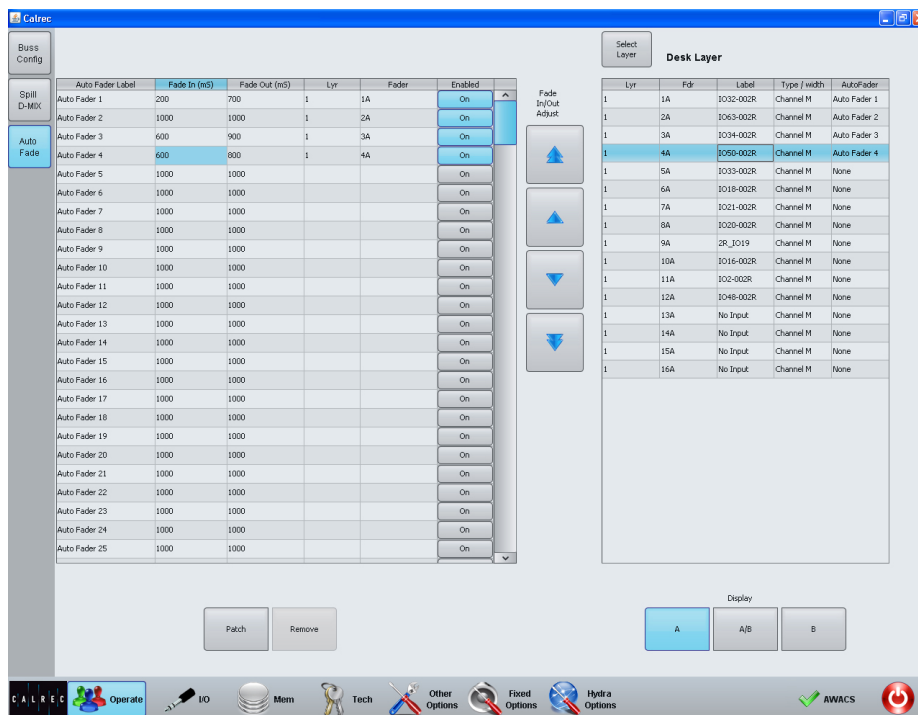 Calrec
Buss Config
Spill D-MIX
Auto Fade
Auto Fader Label Fade In (mS) Fade Out (mS) Lyr Fader Enabled
Auto Fader 1 200 700 1 1A On
Auto Fader 2 1000 1000 1 2A On
Auto Fader 3 600 900 1 3A On
Auto Fader 4 600 800 1 4A On
Auto Fader 5 1000 1000 On
Auto Fader 6 1000 1000 On
Auto Fader 7 1000 1000 On
Auto Fader 8 1000 1000 On
Auto Fader 9 1000 1000 On
Auto Fader 10 1000 1000 On
Auto Fader 11 1000 1000 On
Auto Fader 12 1000 1000 On
Auto Fader 13 1000 1000 On
Auto Fader 14 1000 1000 On
Auto Fader 15 1000 1000 On
Auto Fader 16 1000 1000 On
Auto Fader 17 1000 1000 On
Auto Fader 18 1000 1000 On
Auto Fader 19 1000 1000 On
Auto Fader 20 1000 1000 On
Auto Fader 21 1000 1000 On
Auto Fader 22 1000 1000 On
Auto Fader 23 1000 1000 On
Auto Fader 24 1000 1000 On
Auto Fader 25 1000 1000 On
Patch
Remove
Fade
In/Out
Adjust
Select
Layer
Desk Layer
Lyr Fdr Label Type / width AutoFader
1 1A IO32-002R Channel M Auto Fader 1
1 2A IO63-002R Channel M Auto Fader 2
1 3A IO34-002R Channel M Auto Fader 3
1 4A IO50-002R Channel M Auto Fader 4
1 5A IO33-002R Channel M None
1 6A IO18-002R Channel M None
1 7A IO21-002R Channel M None
1 8A IO20-002R Channel M None
1 9A 2R_IO19 Channel M None
1 10A IO16-002R Channel M None
1 11A IO2-002R Channel M None
1 12A IO48-002R Channel M None
1 13A No Input Channel M None
1 14A No Input Channel M None
1 15A No Input Channel M None
1 16A No Input Channel M None
Display
A
A/B
B
CALREC
Operate
I/O
Mem
Tech
Other
Options
Fixed
Options
Hydra
Options
AWACS